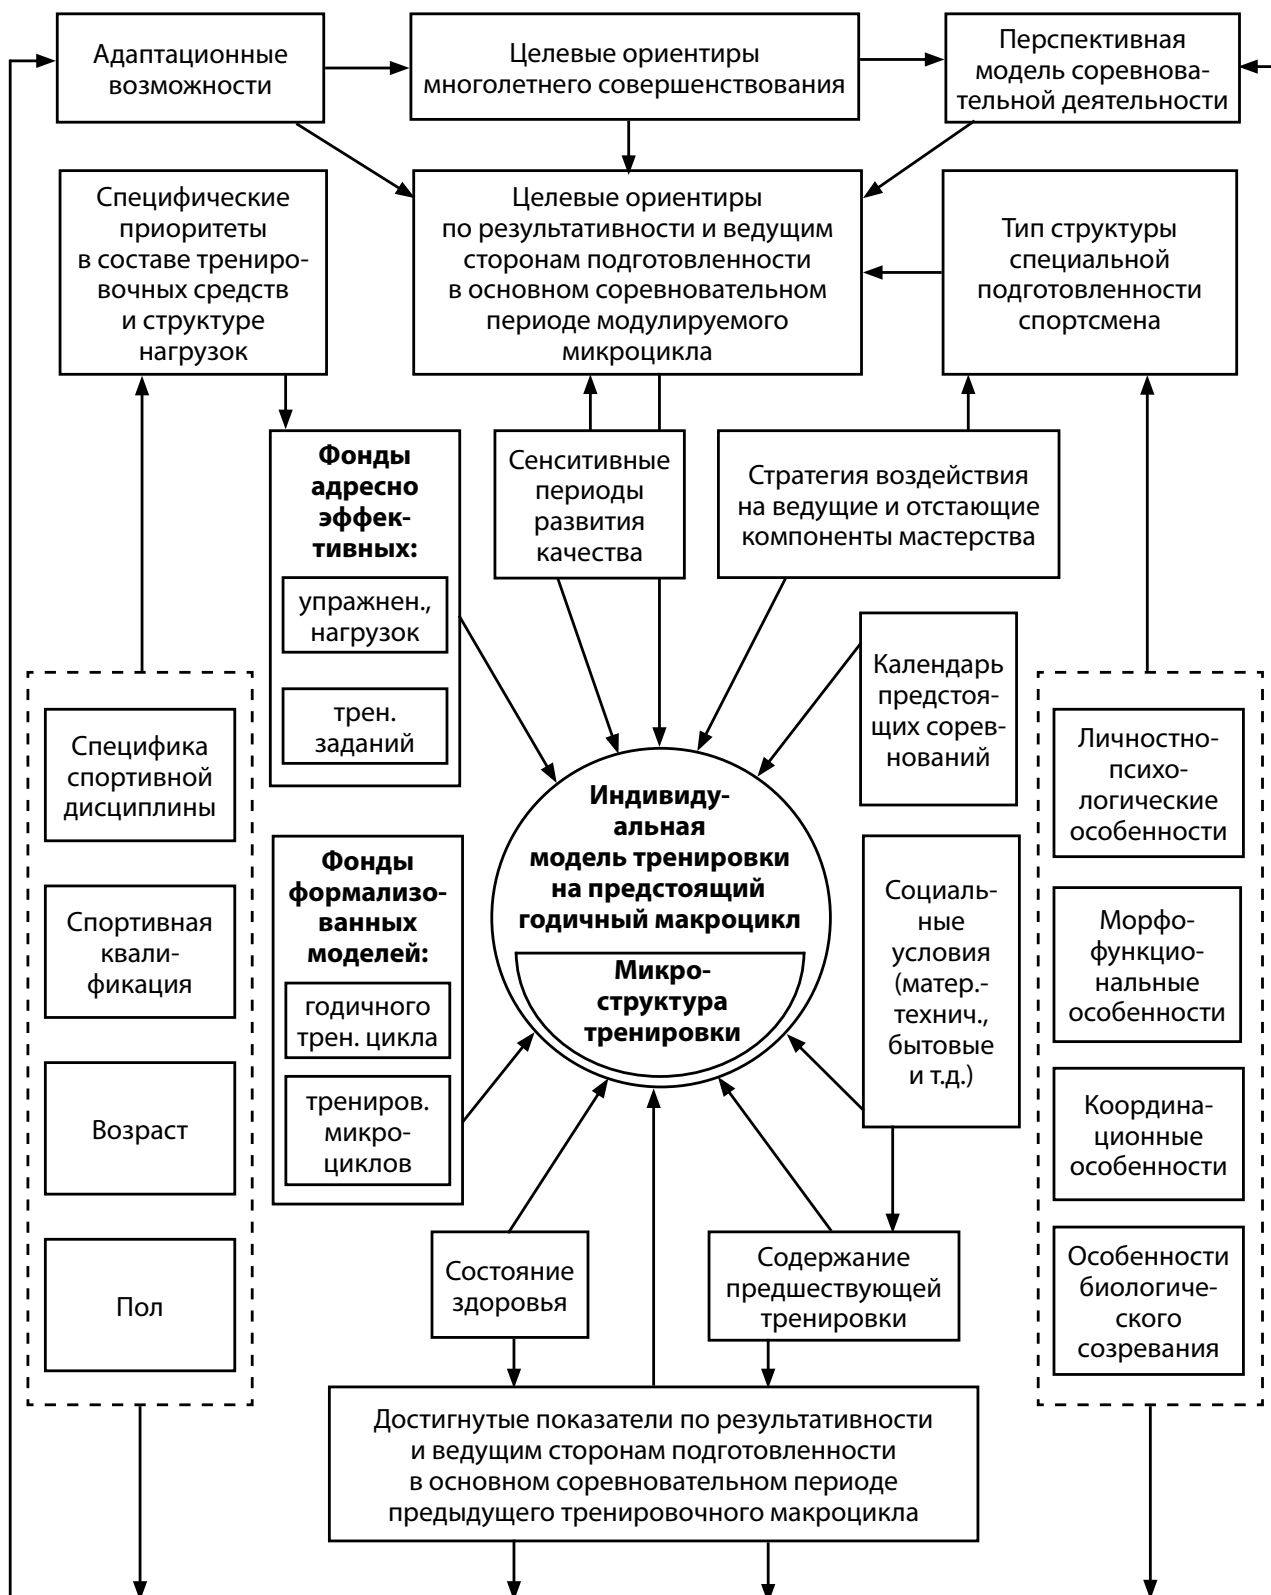 Адаптационные
возможности
Целевые ориентиры
многолетнего совершенствования
Перспективная
модель соревнова-
тельной деятельности
Специфические
приоритеты
в составе трениро-
вочных средств
и структуре
нагрузок
Целевые ориентиры
по результативности и ведущим
сторонам подготовленности
в основном соревновательном
периоде модулируемого
микроцикла
Тип структуры
специальной
подготовленности
спортсмена
Фонды
адресно
эффек-
тивных:
упражнен.,
нагрузок
трен.
заданий
Сенситивные
периоды
развития
качества
Стратегия воздействия
на ведущие и отстающие
компоненты мастерства
Календарь
предстоя-
щих сорев-
нований
Специфика
спортивной
дисциплины
Спортивная
квали-
фикация
Возраст
Пол
Фонды
формализо-
ванных
моделей:
годичного
трен. цикла
трениров.
микро-
циклов
Индивиду-
альная
модель тренировки
на предстоящий
годичный макроцикл
Микро-
структура
тренировки
Социаль-
ные
условия
(матер.-
технич.,
бытовые
и т.д.)
Личностно-
психо-
логические
особенности
Морфо-
функцио-
нальные
особенности
Координа-
ционные
особенности
Особенности
биологиче-
ского
созревания
Состояние
здоровья
Содержание
предшествующей
тренировки
Достигнутые показатели по результативности
и ведущим сторонам подготовленности
в основном соревновательном периоде
предыдущего тренировочного макроцикла